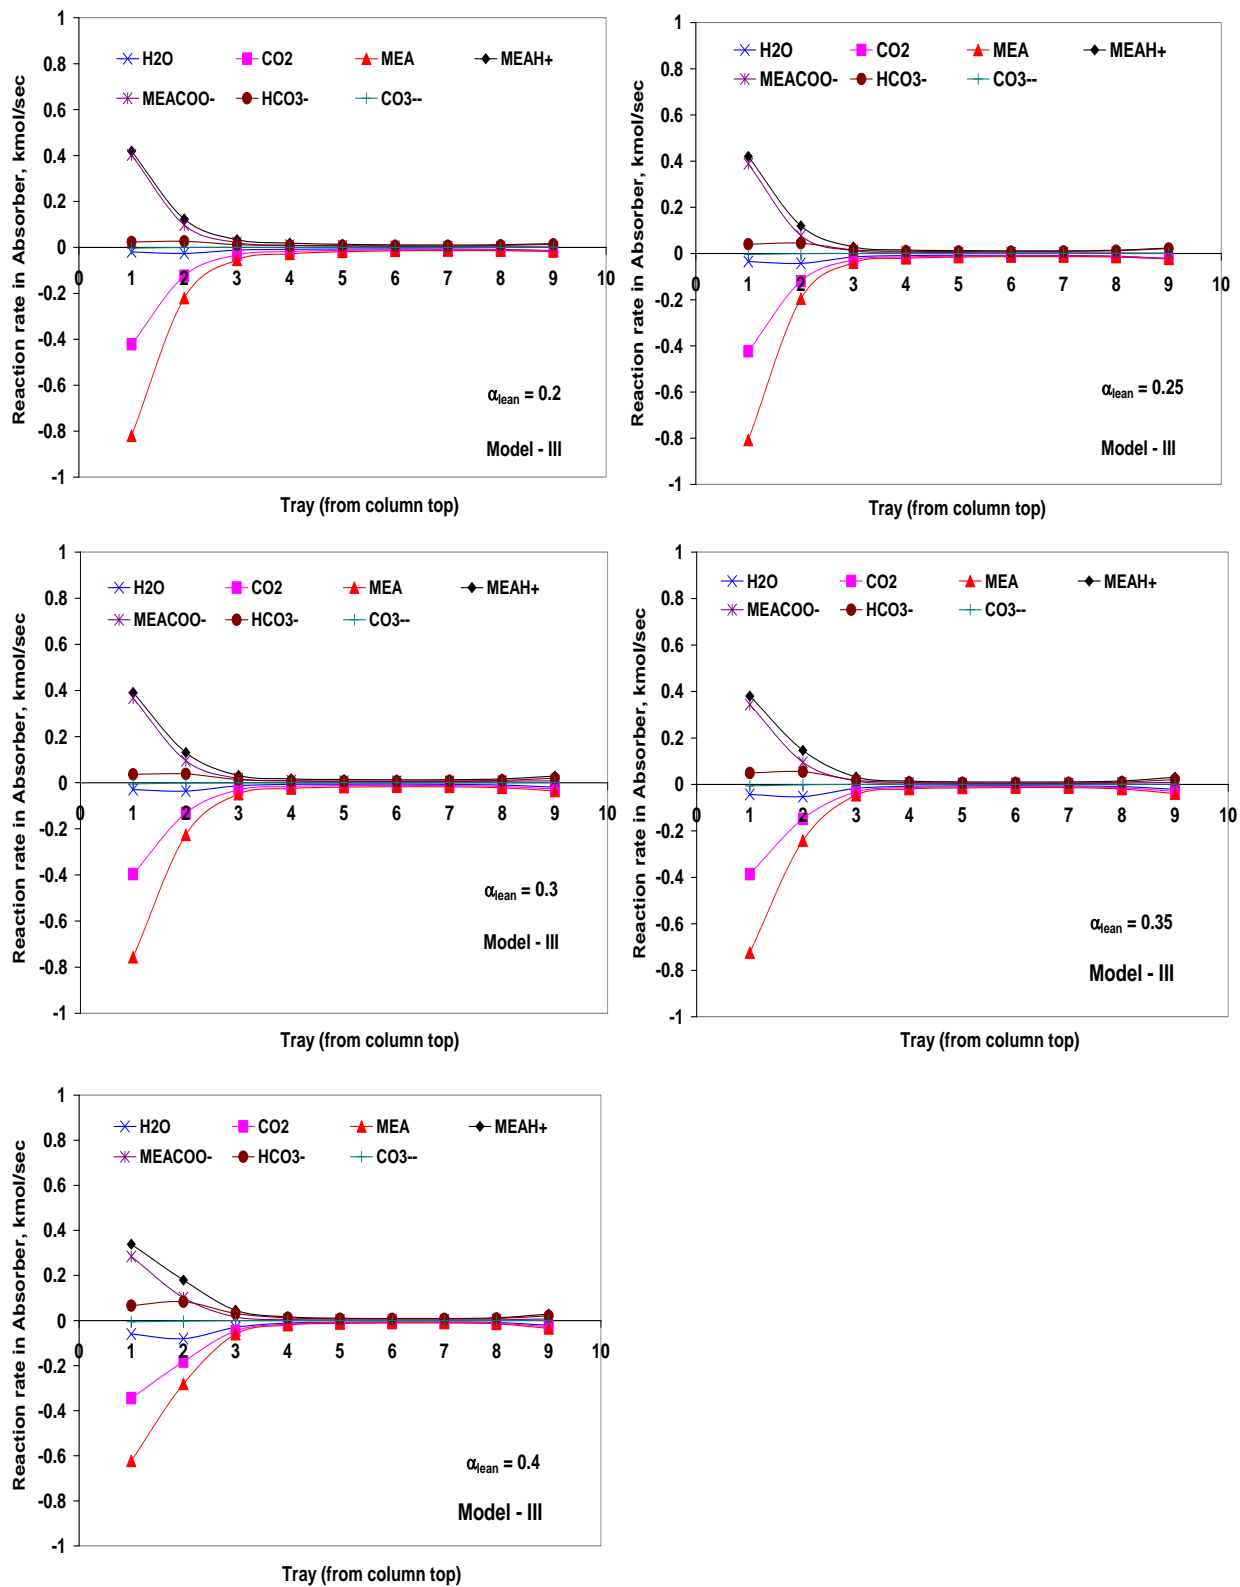 Reaction rate in Absorber, kmol/sec
1
0.8
0.6
0.4
0.2
0
-0.2
-0.4
-0.6
-0.8
-1
H2O CO2 MEA MEAH+
MEACOO- HCO3- CO3--
0 1 2 3 4 5 6 7 8 9 10
α lean = 0.2
Model - III
Tray (from column top)
Reaction rate in Absorber, kmol/sec
1
0.8
0.6
0.4
0.2
0
-0.2
-0.4
-0.6
-0.8
-1
H2O CO2 MEA MEAH+
MEACOO- HCO3- CO3--
0 1 2 3 4 5 6 7 8 9 10
α lean = 0.25
Model - III
Tray (from column top)
Reaction rate in Absorber, kmol/sec
1
0.8
0.6
0.4
0.2
0
-0.2
-0.4
-0.6
-0.8
-1
H2O CO2 MEA MEAH+
MEACOO- HCO3- CO3--
0 1 2 3 4 5 6 7 8 9 10
α lean = 0.3
Model - III
Tray (from column top)
Reaction rate in Absorber, kmol/sec
1
0.8
0.6
0.4
0.2
0
-0.2
-0.4
-0.6
-0.8
-1
H2O CO2 MEA MEAH+
MEACOO- HCO3- CO3--
0 1 2 3 4 5 6 7 8 9 10
α lean = 0.35
Model - III
Tray (from column top)
Reaction rate in Absorber, kmol/sec
1
0.8
0.6
0.4
0.2
0
-0.2
-0.4
-0.6
-0.8
-1
H2O CO2 MEA MEAH+
MEACOO- HCO3- CO3--
0 1 2 3 4 5 6 7 8 9 10
α lean = 0.4
Model - III
Tray (from column top)